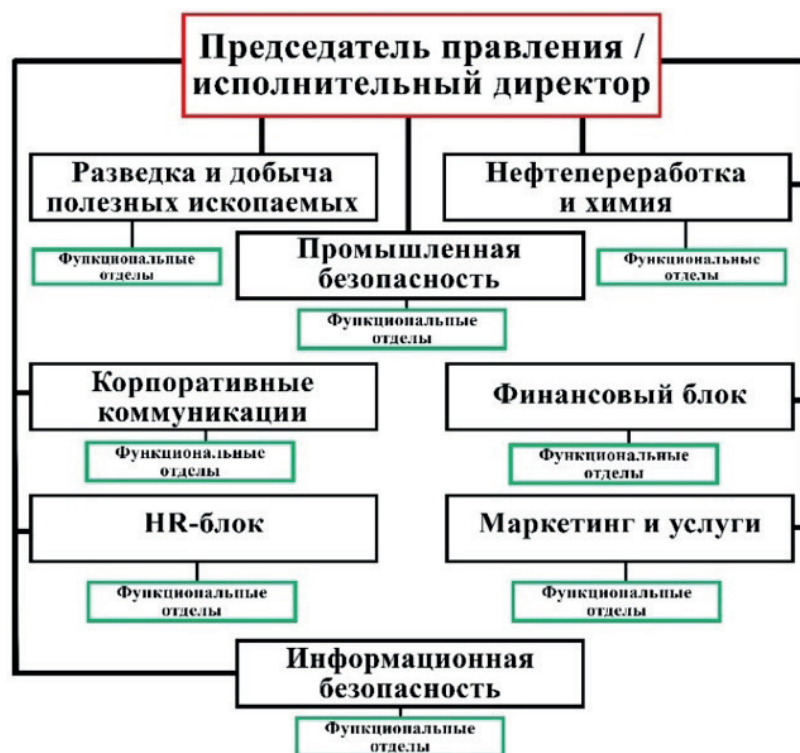 Председатель правления /
исполнительный директор
Разведка и добыча
полезных ископаемых
Нефтепереработка
и химия
Функциональные
отделы
Функциональные
отделы
Промышленная
безопасность
Функциональные
отделы
Корпоративные
коммуникации
Финансовый блок
Функциональные
отделы
Функциональные
отделы
HR-блок
Маркетинг и услуги
Функциональные
отделы
Функциональные
отделы
Информационная
безопасность
Функциональные
отделы